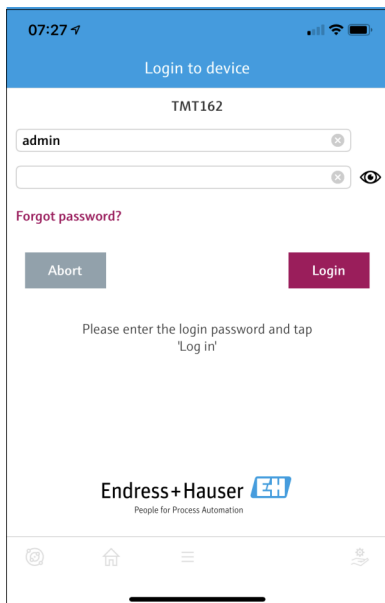 07:27
Login to device
TMT162
admin
Forgot password?
Abort
Login
Please enter the login password and tap
'Log in'
Endress+Hauser EH
People for Process Automation